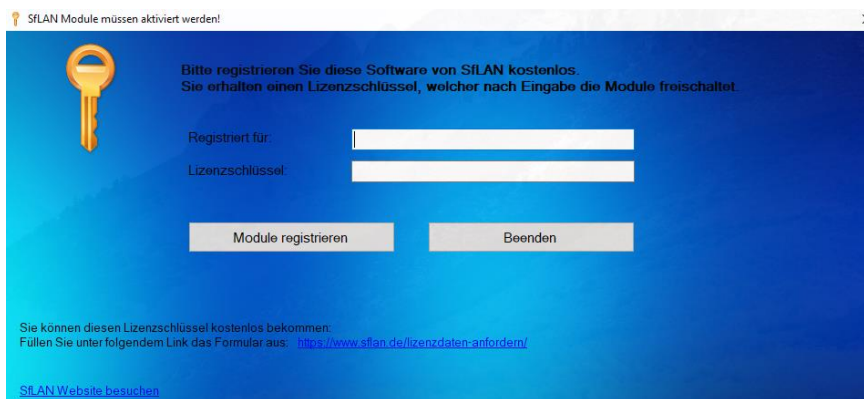 SfLAN Module müssen aktiviert werden!
Bitte registrieren Sie diese Software von SfLAN kostenlos.
Sie erhalten einen Lizenzschlüssel, welcher nach Eingabe die Module freischaltet.
Registriert für:
Lizenzschlüssel:
Module registrieren
Beenden
Sie können diesen Lizenzschlüssel kostenlos bekommen:
Füllen Sie unter folgendem Link das Formular aus: https://www.sflan.de/lizenzdaten-anfordern/
SfLAN Website besuchen